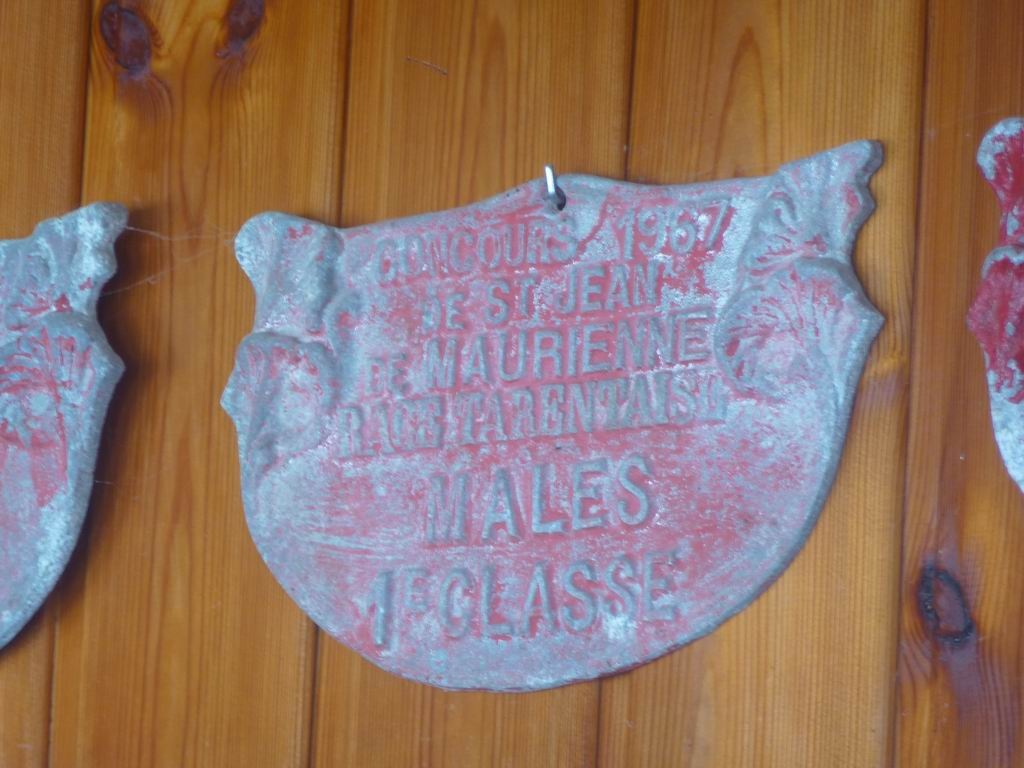 CONCOURS 1967
DE ST JEAN
DE MAURIENNE
RACE TARENTAISE
MALES
1E CLASSE